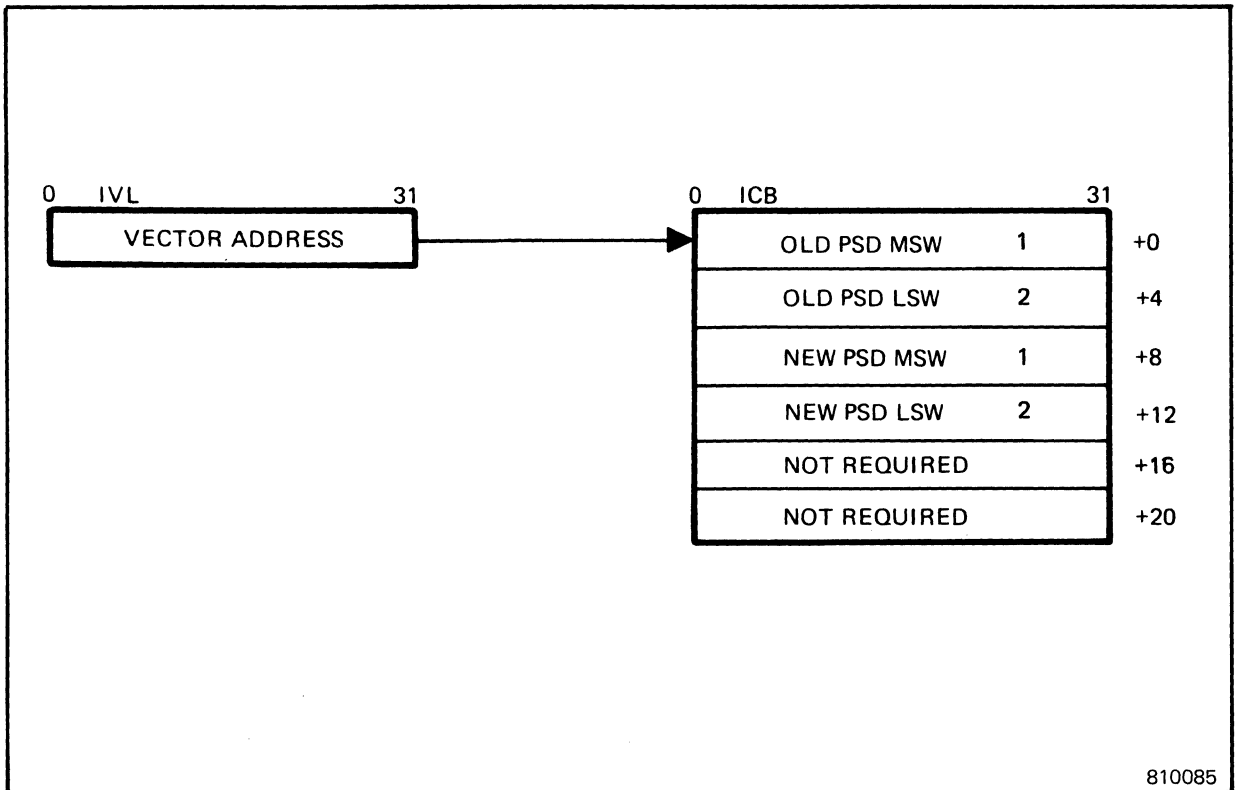 0 IVL 31
VECTOR ADDRESS
0 ICB 31
OLD PSD MSW 1 +0
OLD PSD LSW 2 +4
NEW PSD MSW 1 +8
NEW PSD LSW 2 +12
NOT REQUIRED +16
NOT REQUIRED +20
810085